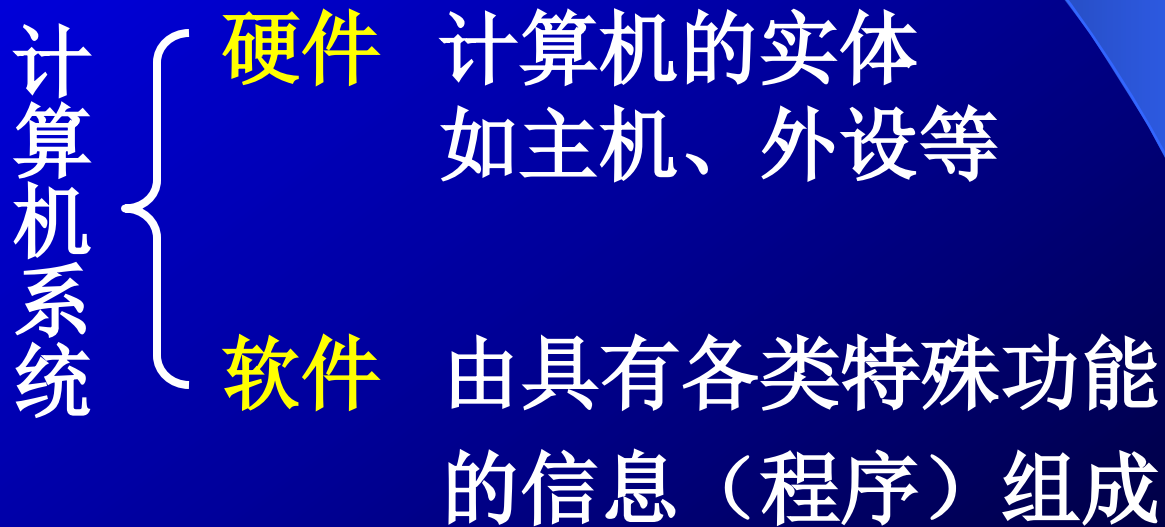 计算机系统
硬件 计算机的实体
如主机、外设等
软件 由具有各类特殊功能
的信息（程序）组成